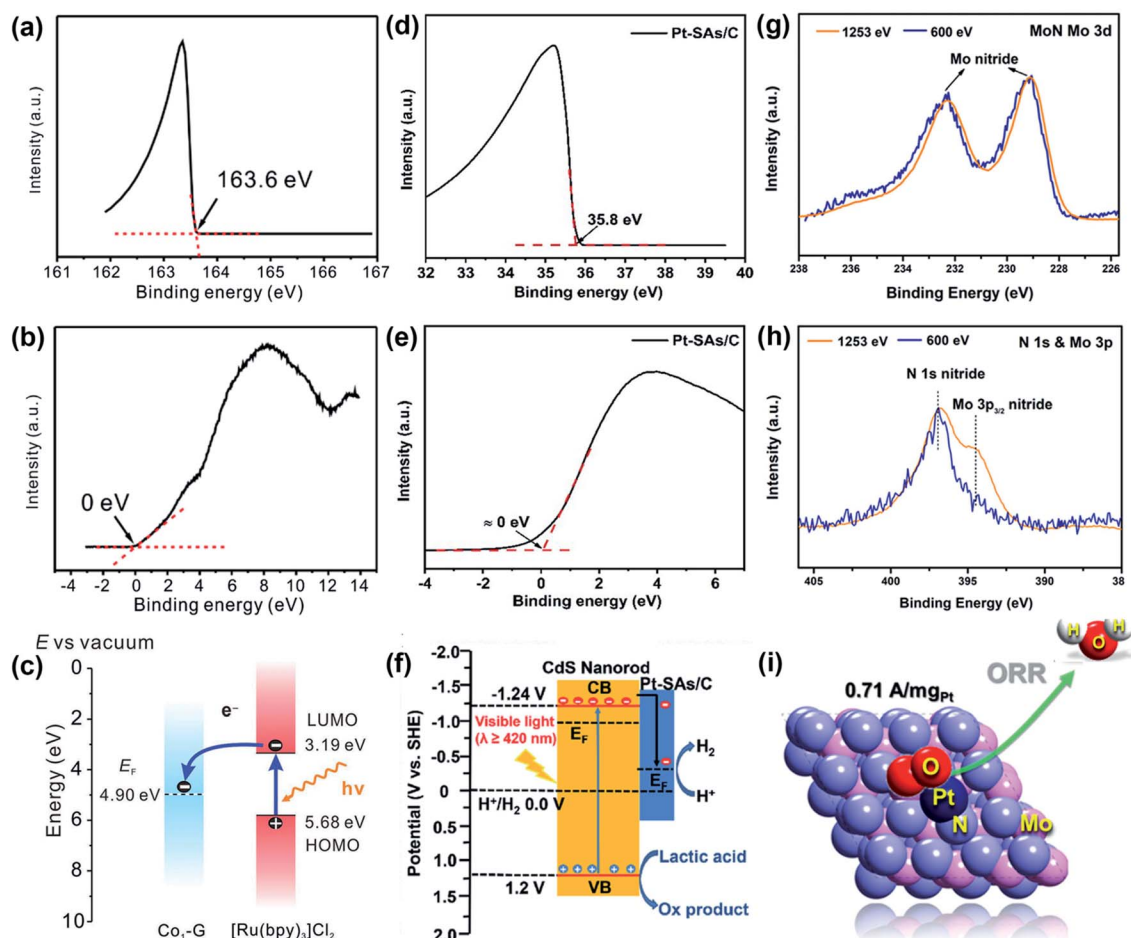 (a)
Intensity (a.u.)
163.6 eV
161 162 163 164 165 166 167
Binding energy (eV)
(d)
Pt-SAs/C
Intensity (a.u.)
35.8 eV
32 33 34 35 36 37 38 39 40
Binding energy (eV)
(g)
1253 eV 600 eV MoN Mo 3d
Mo nitride
Intensity (a.u.)
238 236 234 232 230 228 226
Binding Energy (eV)
(b)
Intensity (a.u.)
0 eV
-4 -2 0 2 4 6 8 10 12 14
Binding energy (eV)
(e)
Pt-SAs/C
Intensity (a.u.)
≈ 0 eV
-4 -2 0 2 4 6
Binding energy (eV)
(h)
1253 eV 600 eV N 1s & Mo 3p
N 1s nitride
Mo 3p3/2 nitride
Intensity (a.u.)
405 400 395 390 38
Binding Energy (eV)
(c)
E vs vacuum
Energy (eV)
0
2
4
6
8
10
e−
LUMO
3.19 eV
EF
4.90 eV
hν
5.68 eV
HOMO
Co1-G [Ru(bpy)3]Cl2
(f)
Potential (V vs. SHE)
-2.0
-1.5
-1.0
-0.5
0
0.5
1.0
1.5
2.0
CdS Nanorod
Pt-SAs/C
CB
-1.24 V
Visible light
(λ ≥ 420 nm)
EF
EF
H2
H+
H+/H2 0.0 V
Lactic acid
1.2 V
VB
Ox product
(i)
H O H
ORR
0.71 A/mgPt
O
Pt
N Mo